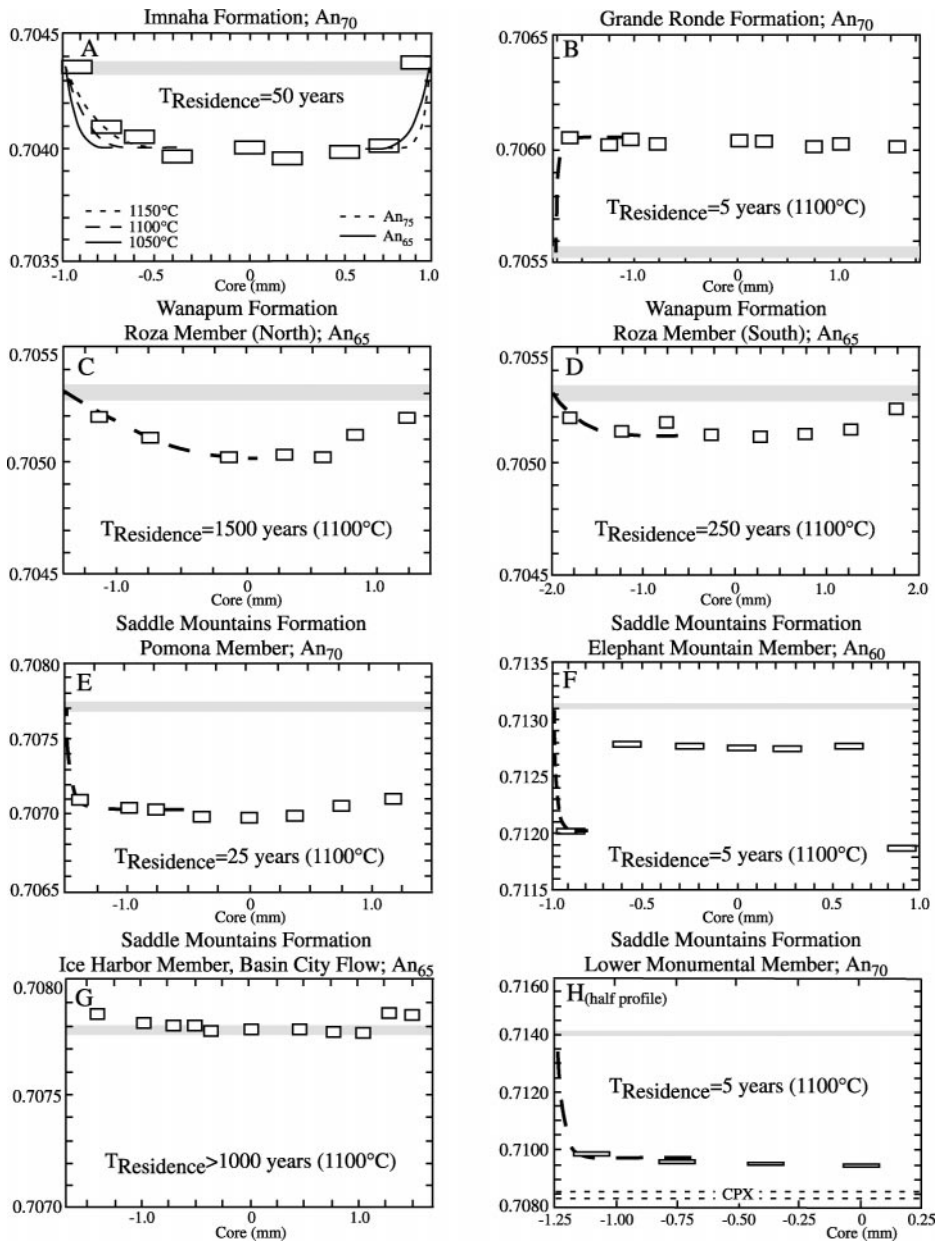 Imnaha Formation; An70
0.7045
A
TResidence=50 years
0.7040
1150°C
1100°C
1050°C
An75
An65
0.7035
-1.0
-0.5
0
0.5
1.0
Core (mm)
Grande Ronde Formation; An70
0.7065
B
0.7060
TResidence=5 years (1100°C)
0.7055
-1.0
0
1.0
Core (mm)
Wanapum Formation
Roza Member (North); An65
0.7055
C
0.7050
TResidence=1500 years (1100°C)
0.7045
-1.0
0
1.0
Core (mm)
Wanapum Formation
Roza Member (South); An65
0.7055
D
0.7050
TResidence=250 years (1100°C)
0.7045
-2.0
-1.0
0
1.0
2.0
Core (mm)
Saddle Mountains Formation
Pomona Member; An70
0.7080
E
0.7075
0.7070
TResidence=25 years (1100°C)
0.7065
-1.0
0
1.0
Core (mm)
Saddle Mountains Formation
Elephant Mountain Member; An60
0.7135
F
0.7130
0.7125
0.7120
TResidence=5 years (1100°C)
0.7115
-1.0
-0.5
0
0.5
1.0
Core (mm)
Saddle Mountains Formation
Ice Harbor Member, Basin City Flow; An65
0.7080
G
0.7075
TResidence>1000 years (1100°C)
0.7070
-1.0
0
1.0
Core (mm)
Saddle Mountains Formation
Lower Monumental Member; An70
0.7160
H(half profile)
0.7140
0.7120
TResidence=5 years (1100°C)
0.7100
CPX
0.7080
-1.25
-1.00
-0.75
-0.50
-0.25
0
0.25
Core (mm)